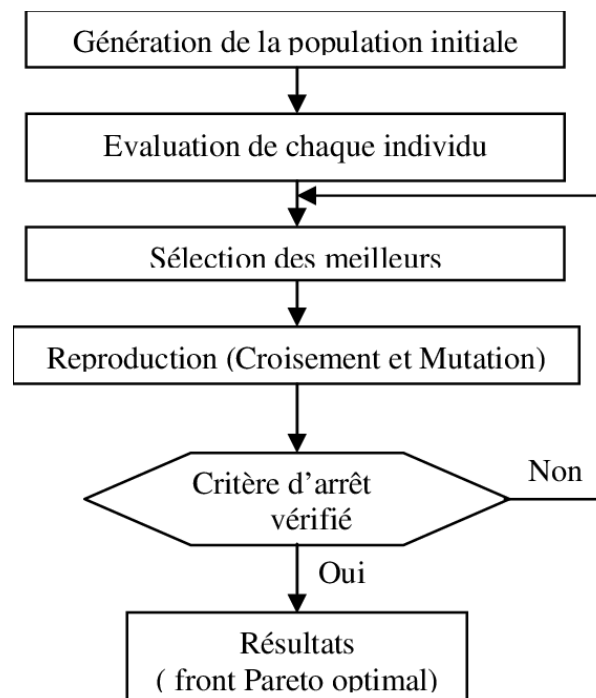 Génération de la population initiale
Evaluation de chaque individu
Sélection des meilleurs
Reproduction (Croisement et Mutation)
Critère d’arrêt
vérifié
Non
Oui
Résultats
( front Pareto optimal)